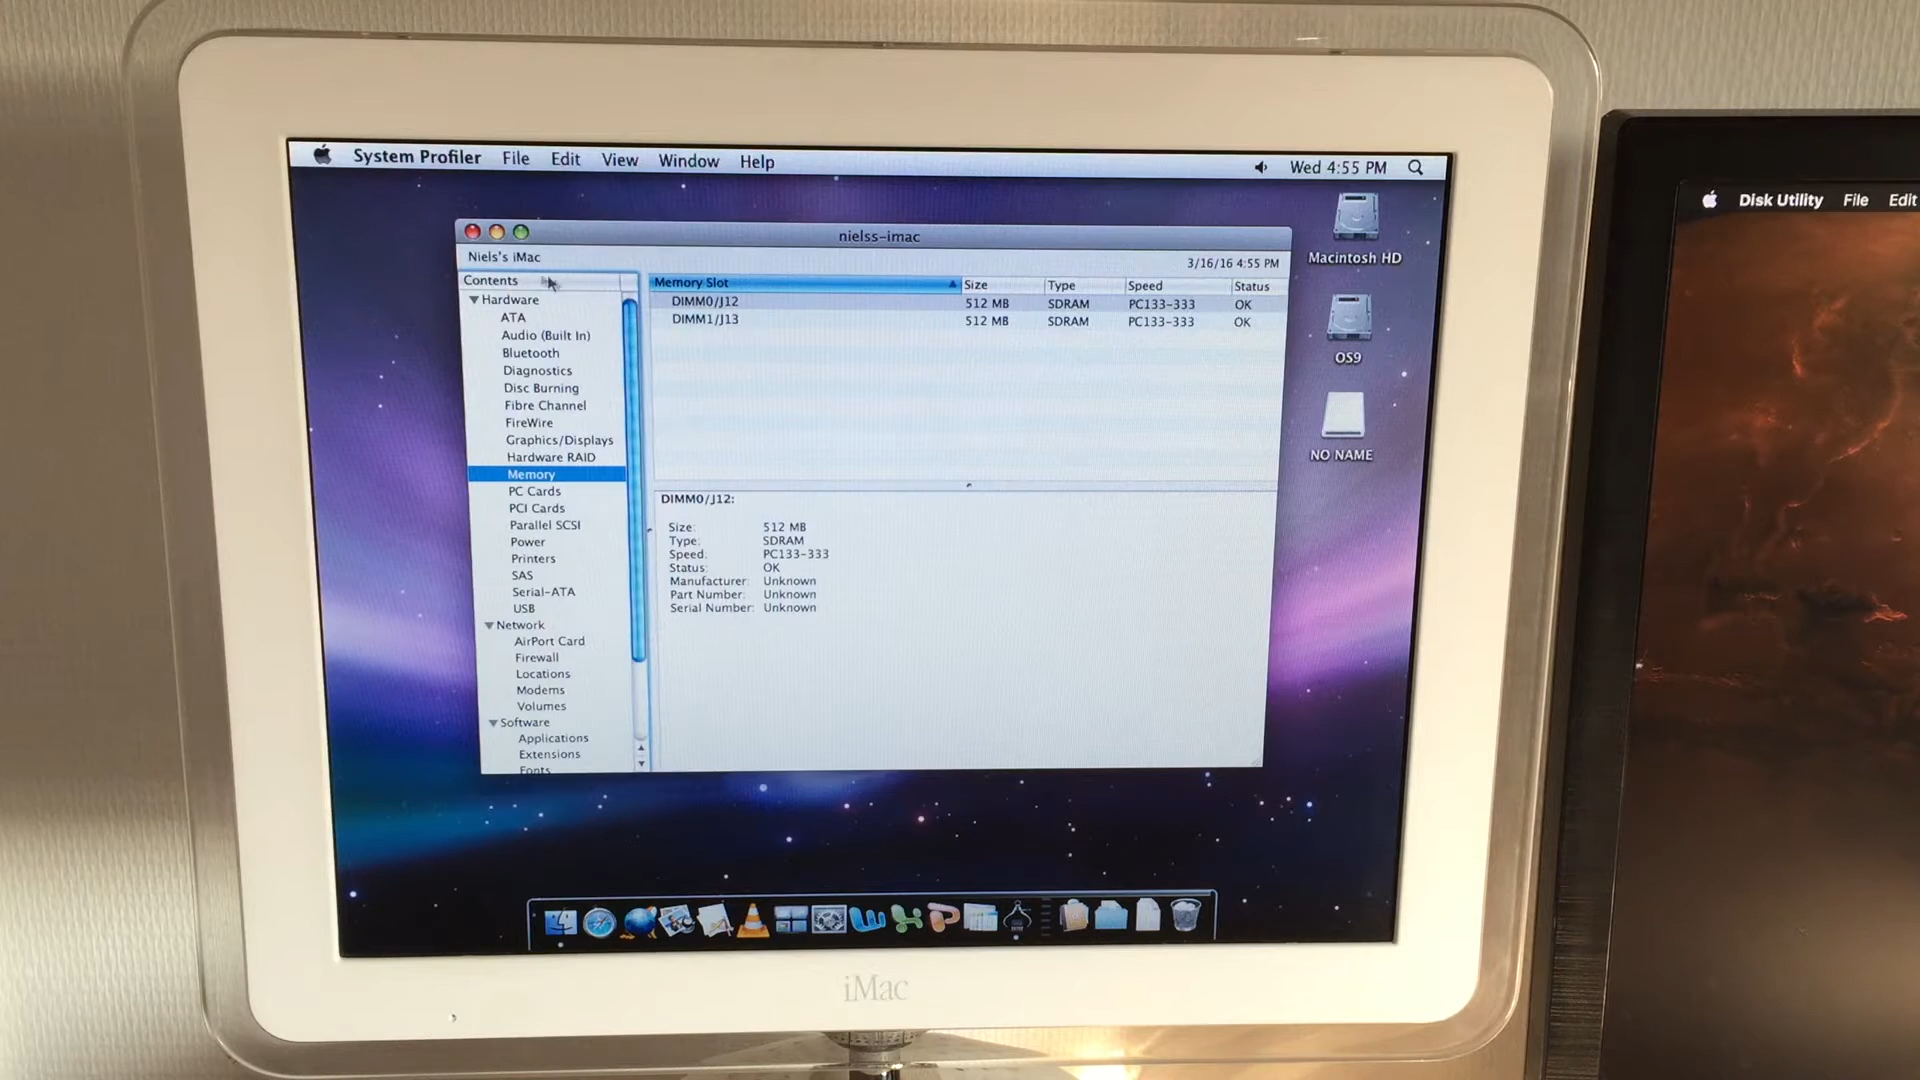 System Profiler File Edit View Window Help Wed 4:55 PM
nielss-imac
Niels's iMac 3/16/16 4:55 PM
Contents
Hardware
ATA
Audio (Built In)
Bluetooth
Diagnostics
Disc Burning
Fibre Channel
FireWire
Graphics/Displays
Hardware RAID
Memory
PC Cards
PCI Cards
Parallel SCSI
Power
Printers
SAS
Serial-ATA
USB
Network
AirPort Card
Firewall
Locations
Modems
Volumes
Software
Applications
Extensions
Fonts
Memory Slot Size Type Speed Status
DIMM0/J12 512 MB SDRAM PC133-333 OK
DIMM1/J13 512 MB SDRAM PC133-333 OK
DIMM0/J12:
Size: 512 MB
Type: SDRAM
Speed: PC133-333
Status: OK
Manufacturer: Unknown
Part Number: Unknown
Serial Number: Unknown
Macintosh HD
OS9
NO NAME
iMac
Disk Utility File Edit